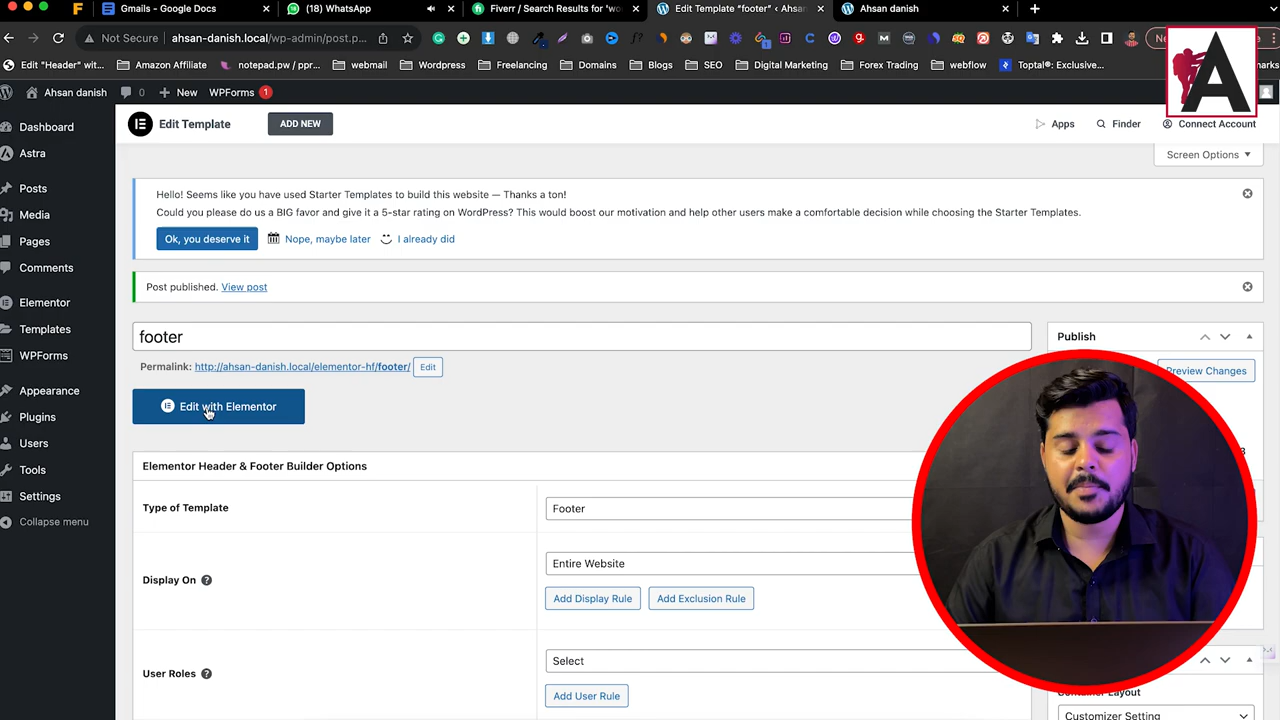 Gmails - Google Docs
(18) WhatsApp
Fiverr / Search Results for 'wo
Edit Template "footer" ‹ Ahsan
Ahsan danish
Not Secure
ahsan-danish.local/wp-admin/post.p...
Edit "Header" wit...
Amazon Affiliate
notepad.pw / ppr...
webmail
Wordpress
Freelancing
Domains
Blogs
SEO
Digital Marketing
Forex Trading
webflow
Toptal®: Exclusive...
A
Ahsan danish
0
+ New
WPForms 1
Edit Template
ADD NEW
Apps
Finder
Connect Account
Screen Options ▼
Dashboard
Astra
Posts
Media
Pages
Comments
Elementor
Templates
WPForms
Appearance
Plugins
Users
Tools
Settings
Collapse menu
Hello! Seems like you have used Starter Templates to build this website — Thanks a ton!
Could you please do us a BIG favor and give it a 5-star rating on WordPress? This would boost our motivation and help other users make a comfortable decision while choosing the Starter Templates.
Ok, you deserve it
Nope, maybe later
I already did
Post published. View post
footer
Permalink: http://ahsan-danish.local/elementor-hf/footer/ Edit
Edit with Elementor
Publish
Preview Changes
Elementor Header & Footer Builder Options
Type of Template
Footer
Display On
Entire Website
Add Display Rule
Add Exclusion Rule
User Roles
Select
Add User Rule
Container Layout
Customizer Setting